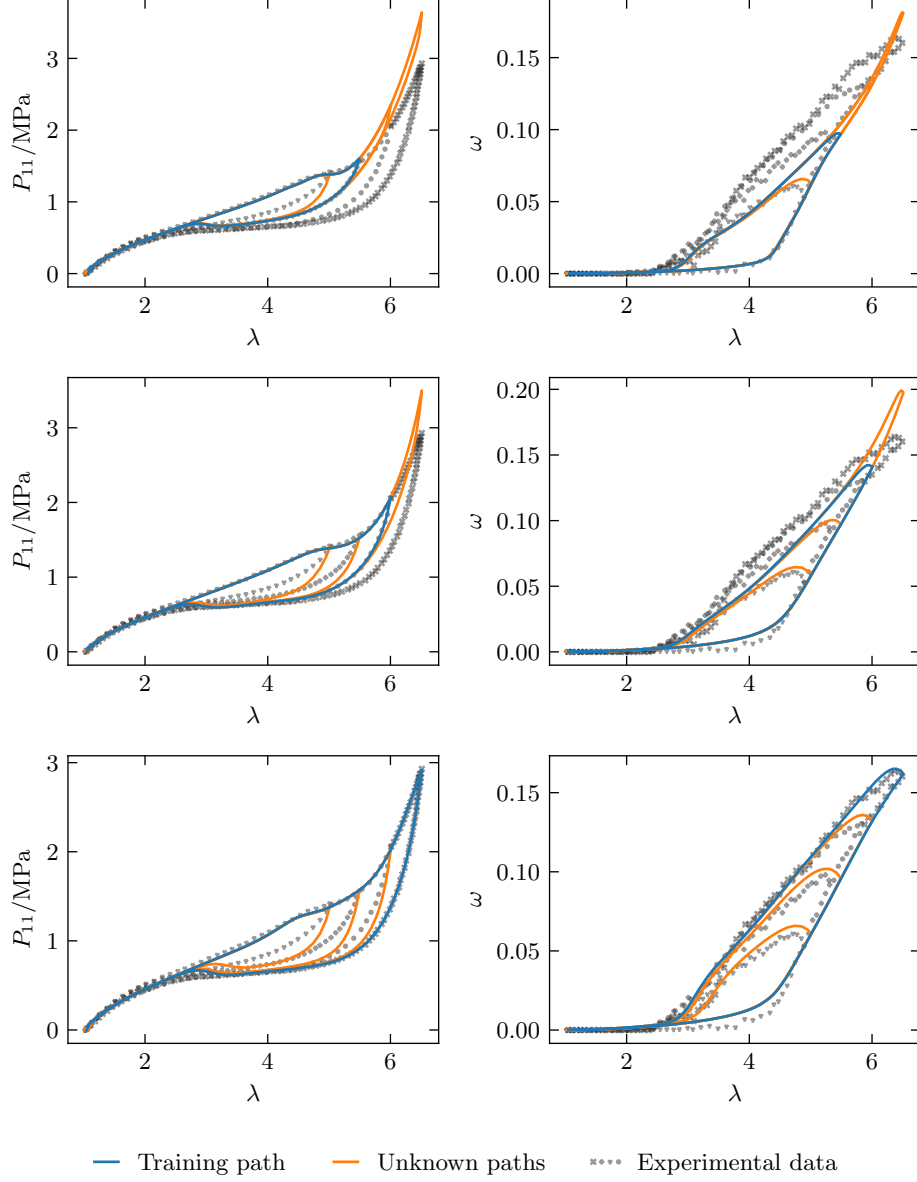 3
2
1
0
P₁₁/MPa
2 4 6
λ
0.15
0.10
0.05
0.00
ω
2 4 6
λ
3
2
1
0
P₁₁/MPa
2 4 6
λ
0.20
0.15
0.10
0.05
0.00
ω
2 4 6
λ
3
2
1
0
P₁₁/MPa
2 4 6
λ
0.15
0.10
0.05
0.00
ω
2 4 6
λ
Training path
Unknown paths
Experimental data